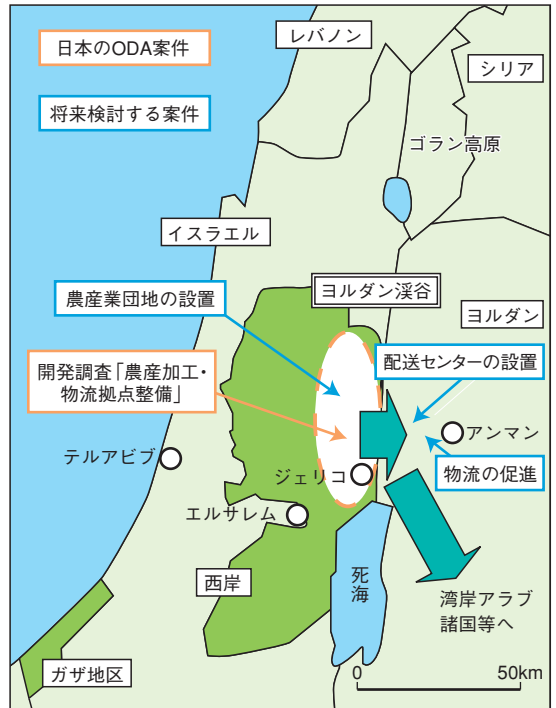 日本のODA案件
将来検討する案件
レバノン
シリア
ゴラン高原
イスラエル
農産業団地の設置
ヨルダン渓谷
ヨルダン
開発調査「農産加工・
物流拠点整備」
配送センターの設置
テルアビブ
アンマン
ジェリコ
物流の促進
エルサレム
西岸
死海
湾岸アラブ
諸国等へ
ガザ地区
0 50km